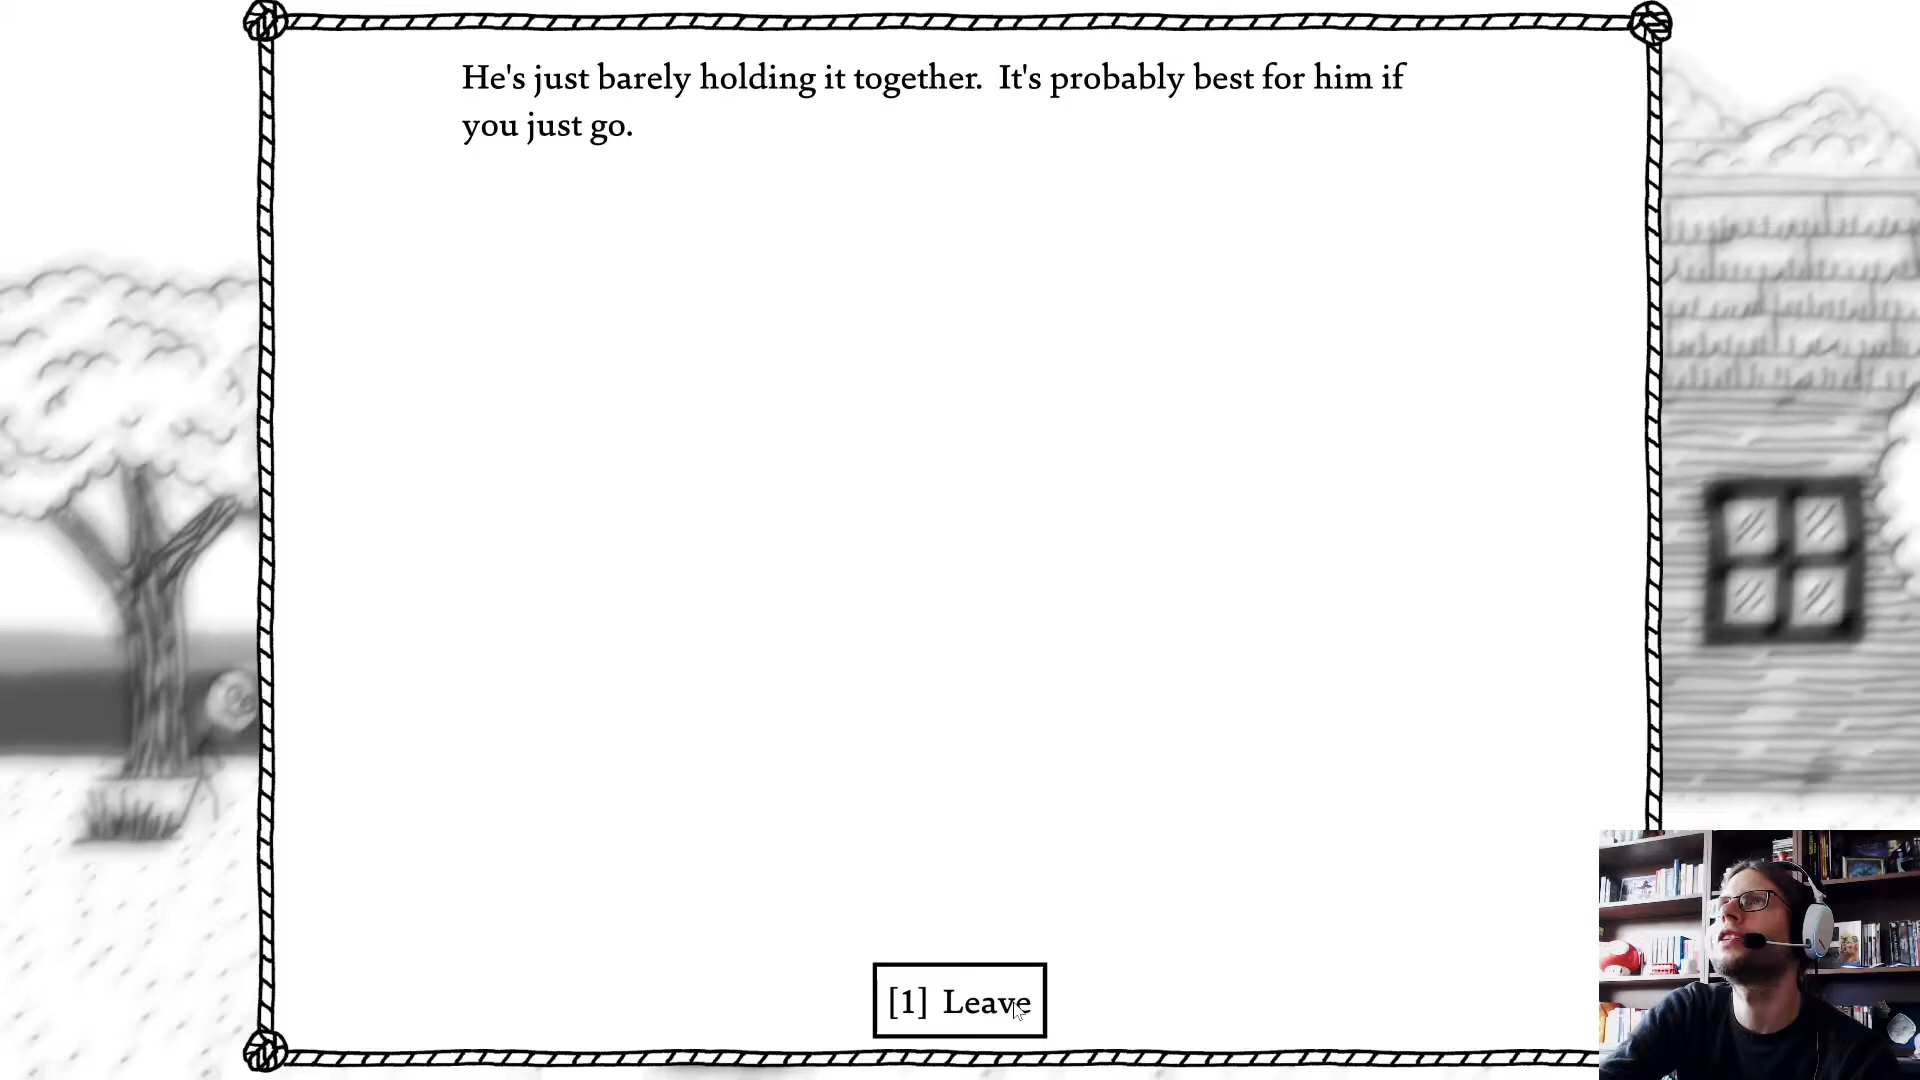 He's just barely holding it together.  It's probably best for him if
you just go.
[1] Leave